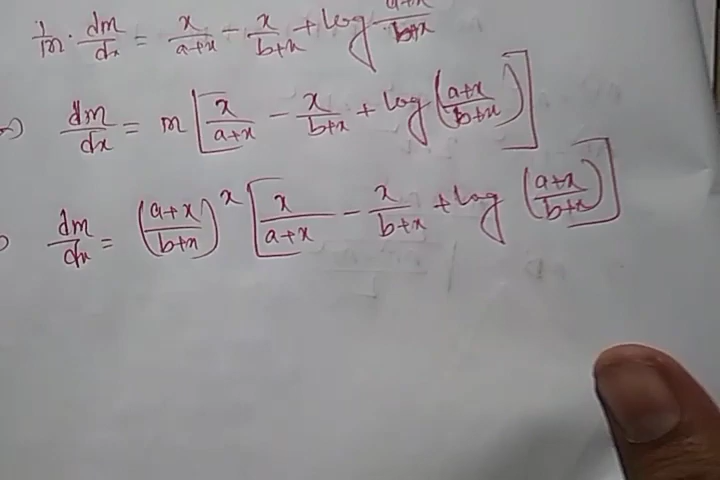 1/m · dm/dx = x/(a+x) - x/(b+x) + log (a+x)/(b+x)
⇒ dm/dx = m [x/(a+x) - x/(b+x) + log((a+x)/(b+x))]
⇒ dm/dx = ((a+x)/(b+x))^x [x/(a+x) - x/(b+x) + log((a+x)/(b+x))]